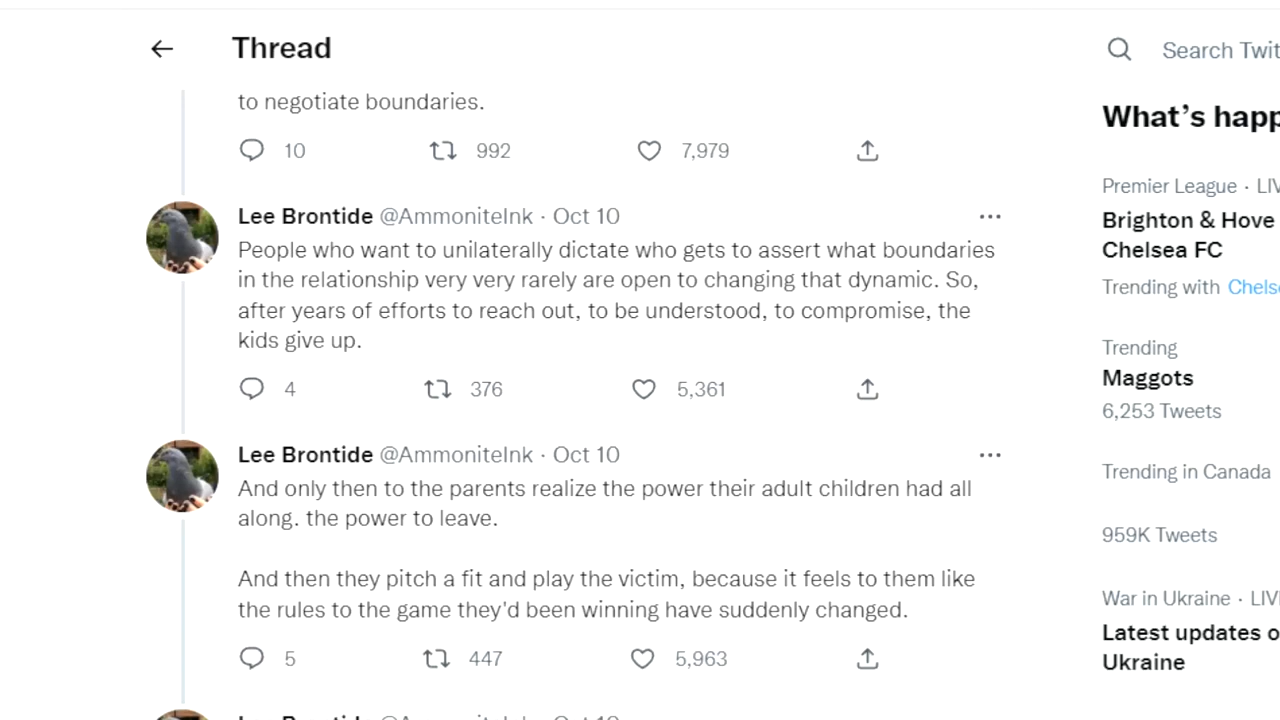 Thread
to negotiate boundaries.
10 992 7,979
Lee Brontide @AmmoniteInk · Oct 10
People who want to unilaterally dictate who gets to assert what boundaries
in the relationship very very rarely are open to changing that dynamic. So,
after years of efforts to reach out, to be understood, to compromise, the
kids give up.
4 376 5,361
Lee Brontide @AmmoniteInk · Oct 10
And only then to the parents realize the power their adult children had all
along. the power to leave.
And then they pitch a fit and play the victim, because it feels to them like
the rules to the game they'd been winning have suddenly changed.
5 447 5,963
Search Twit
What's happ
Premier League · LIV
Brighton & Hove
Chelsea FC
Trending with Chels
Trending
Maggots
6,253 Tweets
Trending in Canada
959K Tweets
War in Ukraine · LIV
Latest updates o
Ukraine